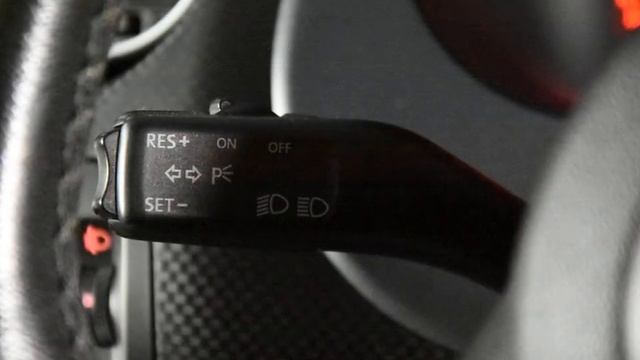 RES+ ON OFF
P
SET-